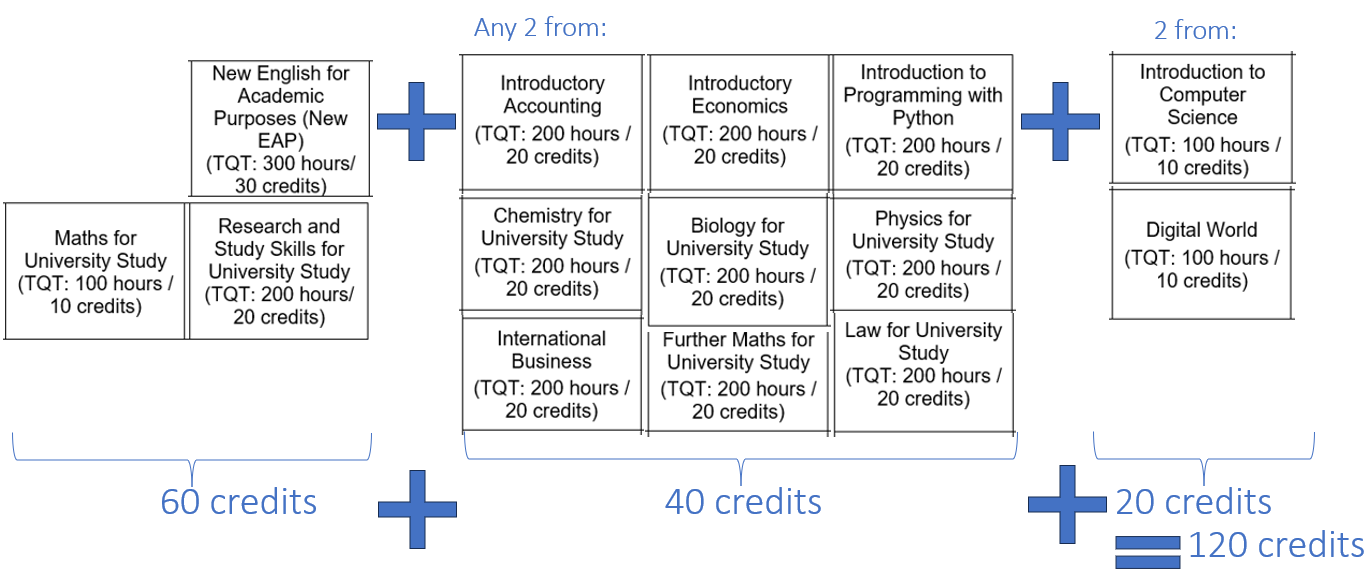 Any 2 from:
2 from:
New English for
Academic
Purposes (New
EAP)
(TQT: 300 hours/
30 credits)
Maths for
University Study
(TQT: 100 hours /
10 credits)
Research and
Study Skills for
University Study
(TQT: 200 hours/
20 credits)
Introductory
Accounting
(TQT: 200 hours /
20 credits)
Introductory
Economics
(TQT: 200 hours /
20 credits)
Introduction to
Programming with
Python
(TQT: 200 hours /
20 credits)
Chemistry for
University Study
(TQT: 200 hours /
20 credits)
Biology for
University Study
(TQT: 200 hours /
20 credits)
Physics for
University Study
(TQT: 200 hours /
20 credits)
International
Business
(TQT: 200 hours /
20 credits)
Further Maths for
University Study
(TQT: 200 hours /
20 credits)
Law for University
Study
(TQT: 200 hours /
20 credits)
Introduction to
Computer
Science
(TQT: 100 hours /
10 credits)
Digital World
(TQT: 100 hours /
10 credits)
60 credits
40 credits
20 credits
120 credits